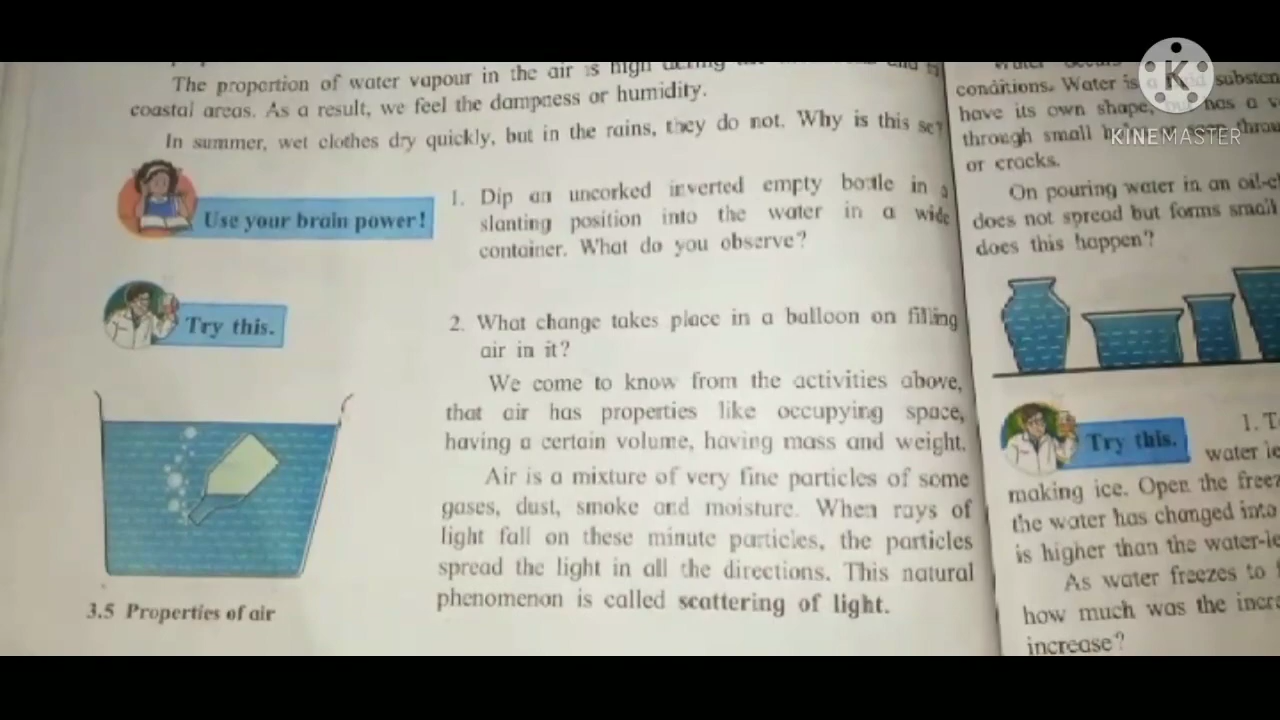 The proportion of water vapour in the air is high
coastal areas. As a result, we feel the dampness or humidity.
In summer, wet clothes dry quickly, but in the rains, they do not. Why is this so?
Use your brain power!
1. Dip an uncorked inverted empty bottle in a
slanting position into the water in a wide
container. What do you observe?
Try this.
2. What change takes place in a balloon on filling
air in it?
We come to know from the activities above,
that air has properties like occupying space,
having a certain volume, having mass and weight.
Air is a mixture of very fine particles of some
gases, dust, smoke and moisture. When rays of
light fall on these minute particles, the particles
spread the light in all the directions. This natural
phenomenon is called scattering of light.
3.5 Properties of air
conditions. Water is a
have its own shape, has a
through small
or cracks.
On pouring water in an
does not spread but forms small
does this happen?
Try this.
1.
water
making ice. Open the
the water has changed into
is higher than the
As water freezes to
how much was the
increase?
K
KINEMASTER